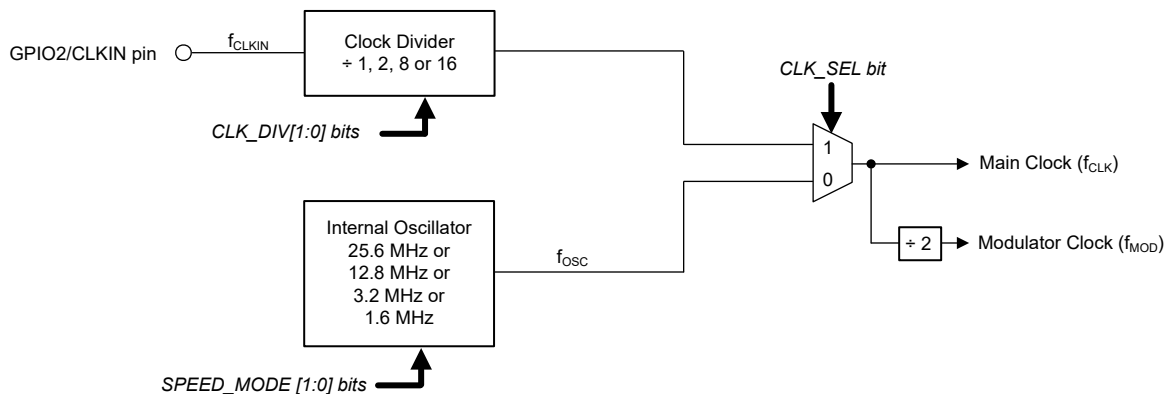 GPIO2/CLKIN pin
fCLKIN
Clock Divider
÷ 1, 2, 8 or 16
CLK_DIV[1:0] bits
CLK_SEL bit
1
0
Main Clock (fCLK)
÷ 2
Modulator Clock (fMOD)
Internal Oscillator
25.6 MHz or
12.8 MHz or
3.2 MHz or
1.6 MHz
fOSC
SPEED_MODE [1:0] bits